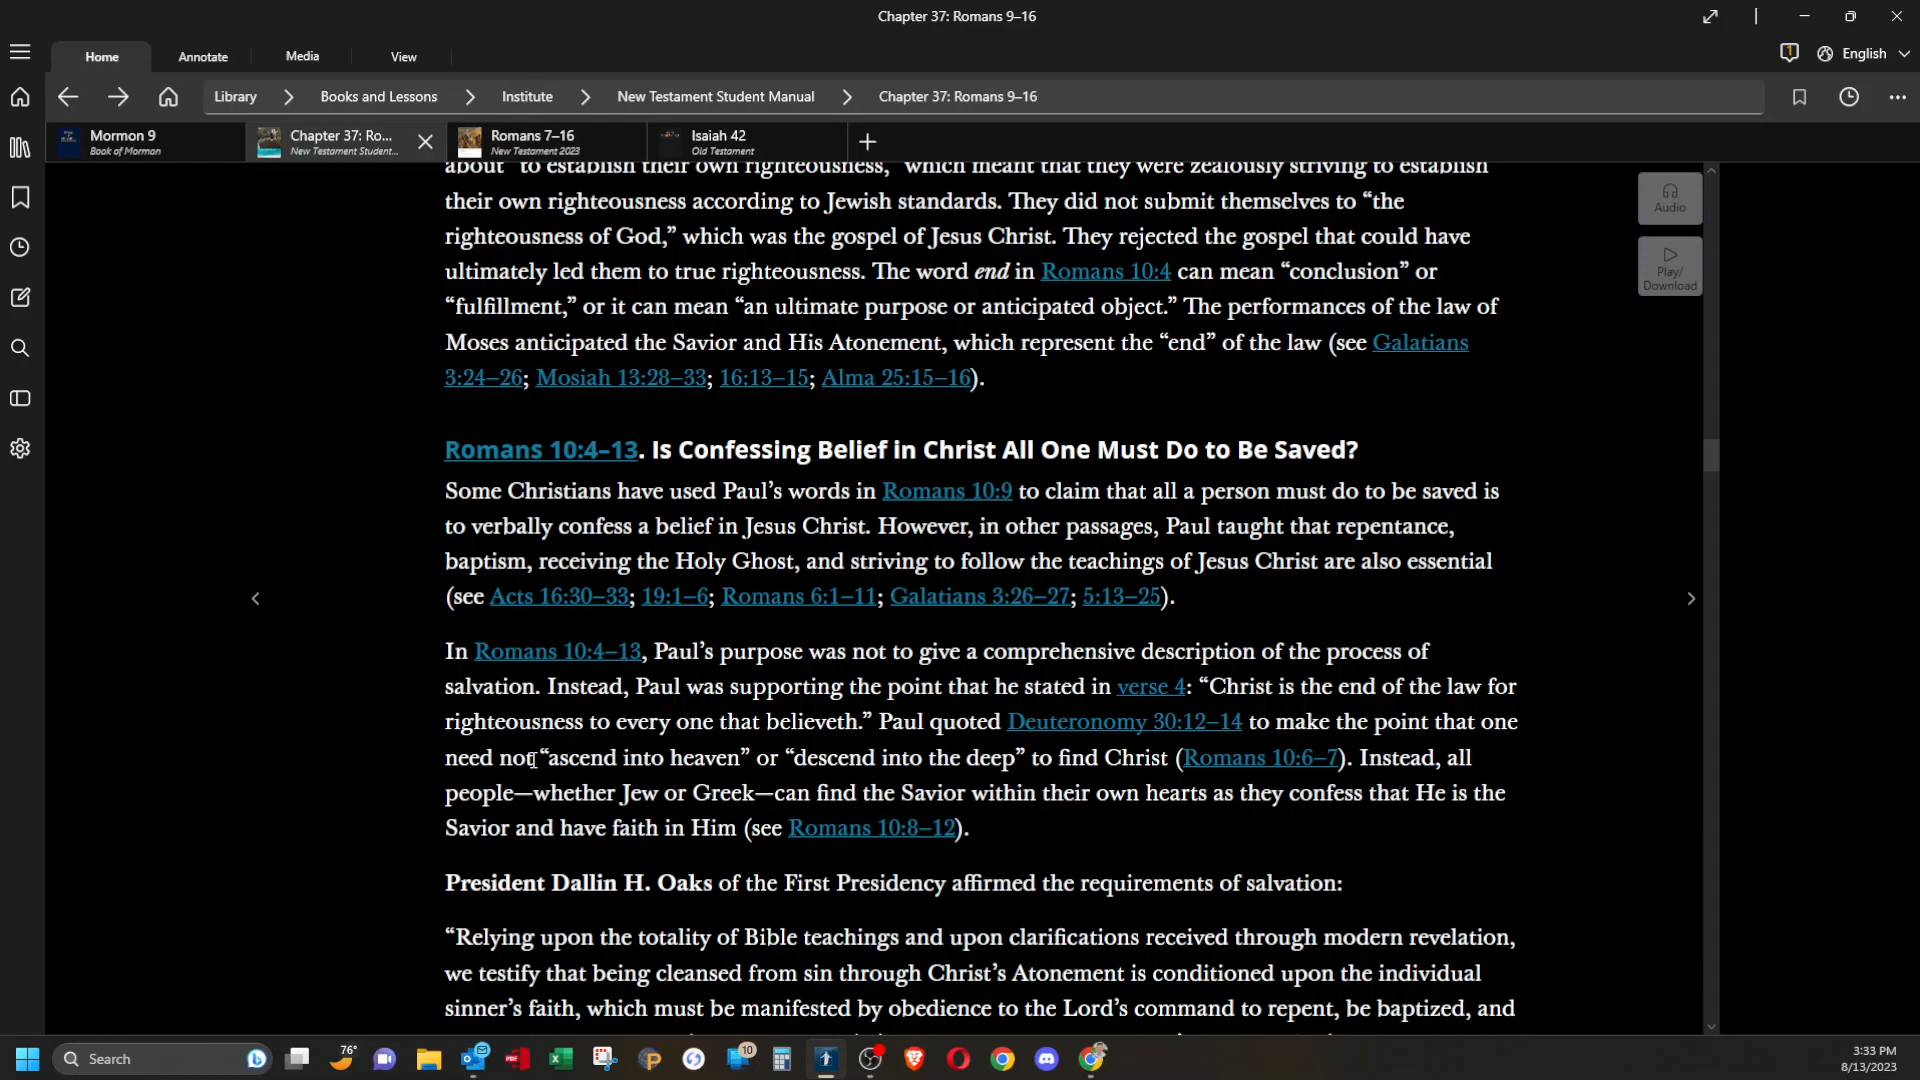 Chapter 37: Romans 9–16
Home
Annotate
Media
View
1
English
Library
Books and Lessons
Institute
New Testament Student Manual
Chapter 37: Romans 9–16
Mormon 9
Book of Mormon
Chapter 37: Ro...
New Testament Student...
Romans 7–16
New Testament 2023
Isaiah 42
Old Testament
about “to establish their own righteousness,” which meant that they were zealously striving to establish
their own righteousness according to Jewish standards. They did not submit themselves to “the
righteousness of God,” which was the gospel of Jesus Christ. They rejected the gospel that could have
ultimately led them to true righteousness. The word end in Romans 10:4 can mean “conclusion” or
“fulfillment,” or it can mean “an ultimate purpose or anticipated object.” The performances of the law of
Moses anticipated the Savior and His Atonement, which represent the “end” of the law (see Galatians
3:24–26; Mosiah 13:28–33; 16:13–15; Alma 25:15–16).
Audio
Play/
Download
Romans 10:4–13. Is Confessing Belief in Christ All One Must Do to Be Saved?
Some Christians have used Paul’s words in Romans 10:9 to claim that all a person must do to be saved is
to verbally confess a belief in Jesus Christ. However, in other passages, Paul taught that repentance,
baptism, receiving the Holy Ghost, and striving to follow the teachings of Jesus Christ are also essential
(see Acts 16:30–33; 19:1–6; Romans 6:1–11; Galatians 3:26–27; 5:13–25).
In Romans 10:4–13, Paul’s purpose was not to give a comprehensive description of the process of
salvation. Instead, Paul was supporting the point that he stated in verse 4: “Christ is the end of the law for
righteousness to every one that believeth.” Paul quoted Deuteronomy 30:12–14 to make the point that one
need not “ascend into heaven” or “descend into the deep” to find Christ (Romans 10:6–7). Instead, all
people—whether Jew or Greek—can find the Savior within their own hearts as they confess that He is the
Savior and have faith in Him (see Romans 10:8–12).
President Dallin H. Oaks of the First Presidency affirmed the requirements of salvation:
“Relying upon the totality of Bible teachings and upon clarifications received through modern revelation,
we testify that being cleansed from sin through Christ’s Atonement is conditioned upon the individual
sinner’s faith, which must be manifested by obedience to the Lord’s command to repent, be baptized, and
Search
76°
PDF
10
3:33 PM
8/13/2023